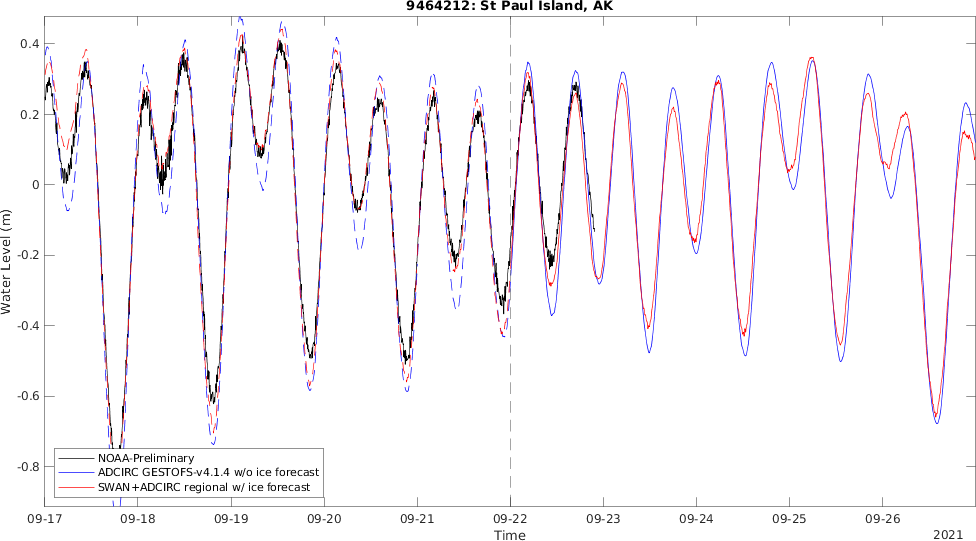 9464212: St Paul Island, AK
Water Level (m)
0.4
0.2
0
-0.2
-0.4
-0.6
-0.8
NOAA-Preliminary
ADCIRC GESTOFS-v4.1.4 w/o ice forecast
SWAN+ADCIRC regional w/ ice forecast
09-17 09-18 09-19 09-20 09-21 09-22 09-23 09-24 09-25 09-26
Time
2021